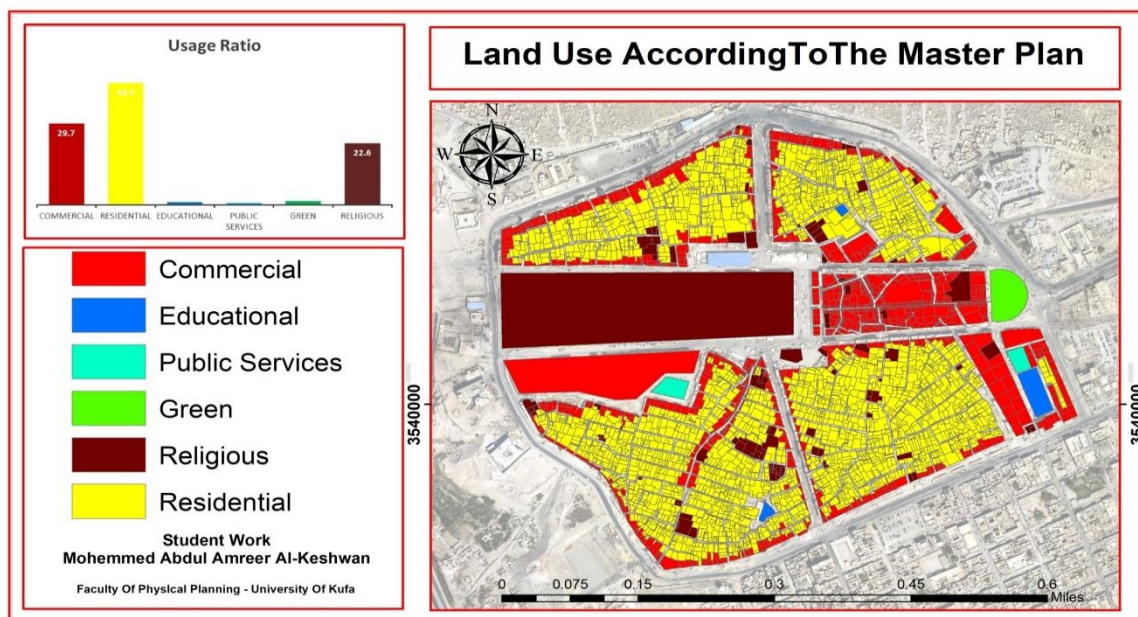 Usage Ratio
29.7
22.6
COMMERCIAL
RESIDENTIAL
EDUCATIONAL
PUBLIC
SERVICES
GREEN
RELIGIOUS
Land Use AccordingToThe Master Plan
Commercial
Educational
Public Services
Green
Religious
Residential
Student Work
Mohemmed Abdul Amreer Al-Keshwan
Faculty Of Physical Planning - University Of Kufa
N
W
E
S
3540000
3540000
0 0.075 0.15 0.3 0.45 0.6
Miles